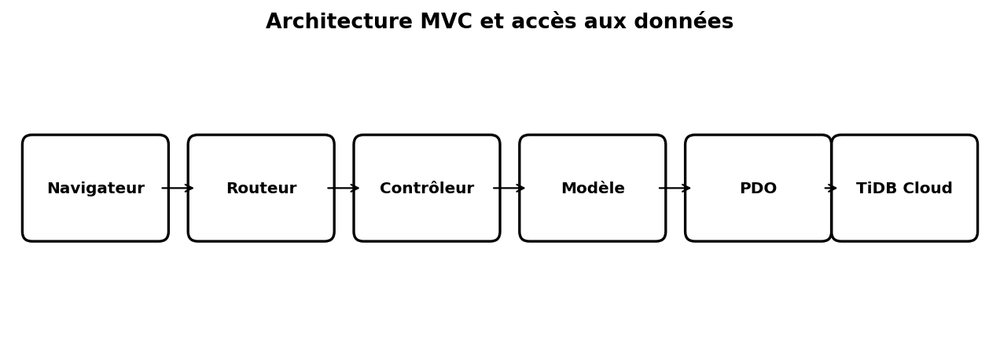 Architecture MVC et accès aux données
Navigateur
Routeur
Contrôleur
Modèle
PDO
TiDB Cloud